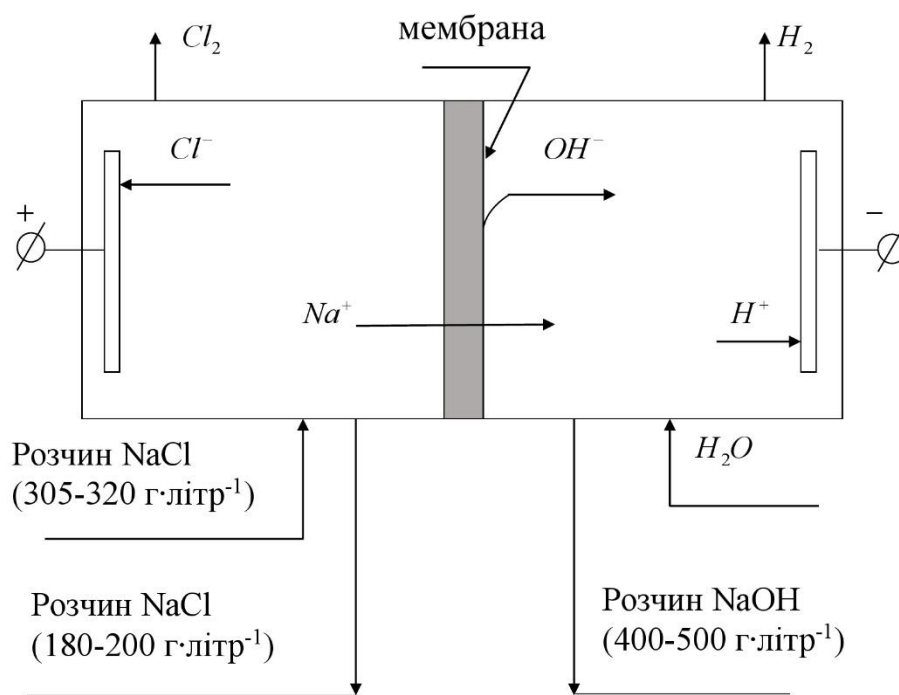 Cl₂
мембрана
H₂
Cl⁻
OH⁻
+
−
Na⁺
H⁺
Розчин NaCl
(305-320 г·літр⁻¹)
H₂O
Розчин NaCl
(180-200 г·літр⁻¹)
Розчин NaOH
(400-500 г·літр⁻¹)